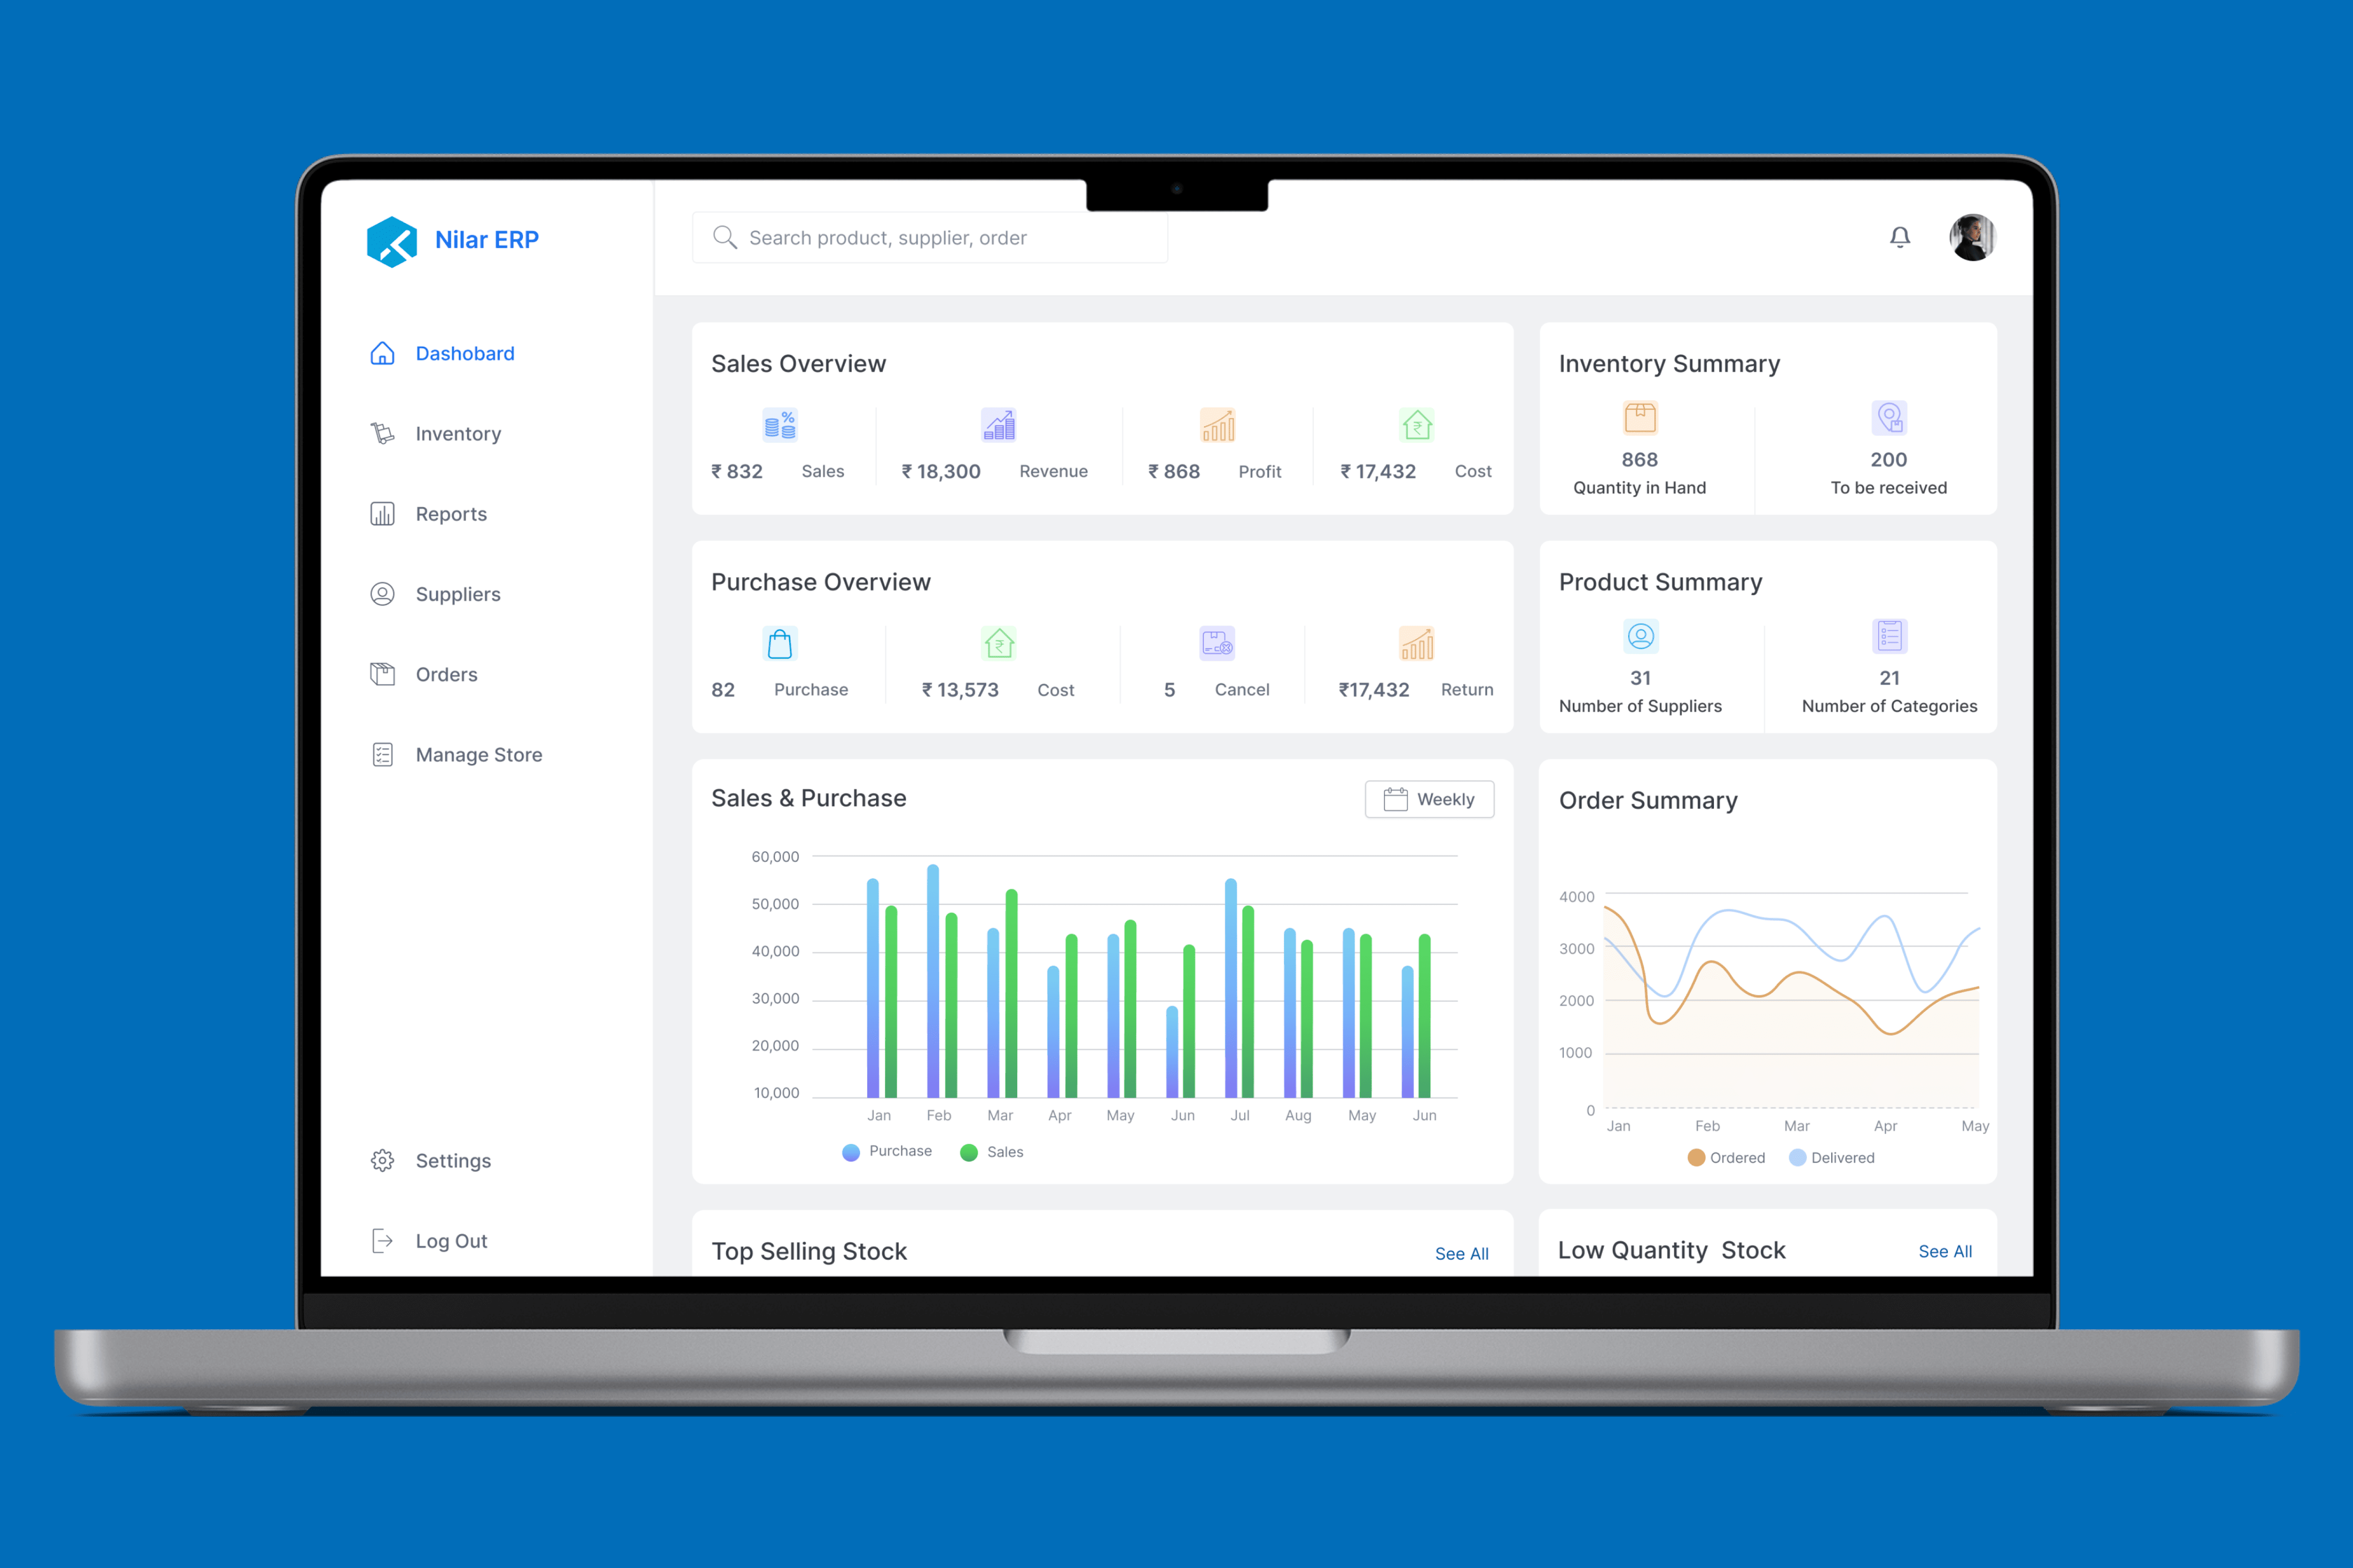 Nilar ERP
Search product, supplier, order
Dashobard
Inventory
Reports
Suppliers
Orders
Manage Store
Settings
Log Out
Sales Overview
₹ 832 Sales
₹ 18,300 Revenue
₹ 868 Profit
₹ 17,432 Cost
Inventory Summary
868
Quantity in Hand
200
To be received
Purchase Overview
82 Purchase
₹ 13,573 Cost
5 Cancel
₹17,432 Return
Product Summary
31
Number of Suppliers
21
Number of Categories
Sales & Purchase
Weekly
60,000
50,000
40,000
30,000
20,000
10,000
Jan Feb Mar Apr May Jun Jul Aug May Jun
Purchase Sales
Order Summary
4000
3000
2000
1000
0
Jan Feb Mar Apr May
Ordered Delivered
Top Selling Stock
See All
Low Quantity Stock
See All